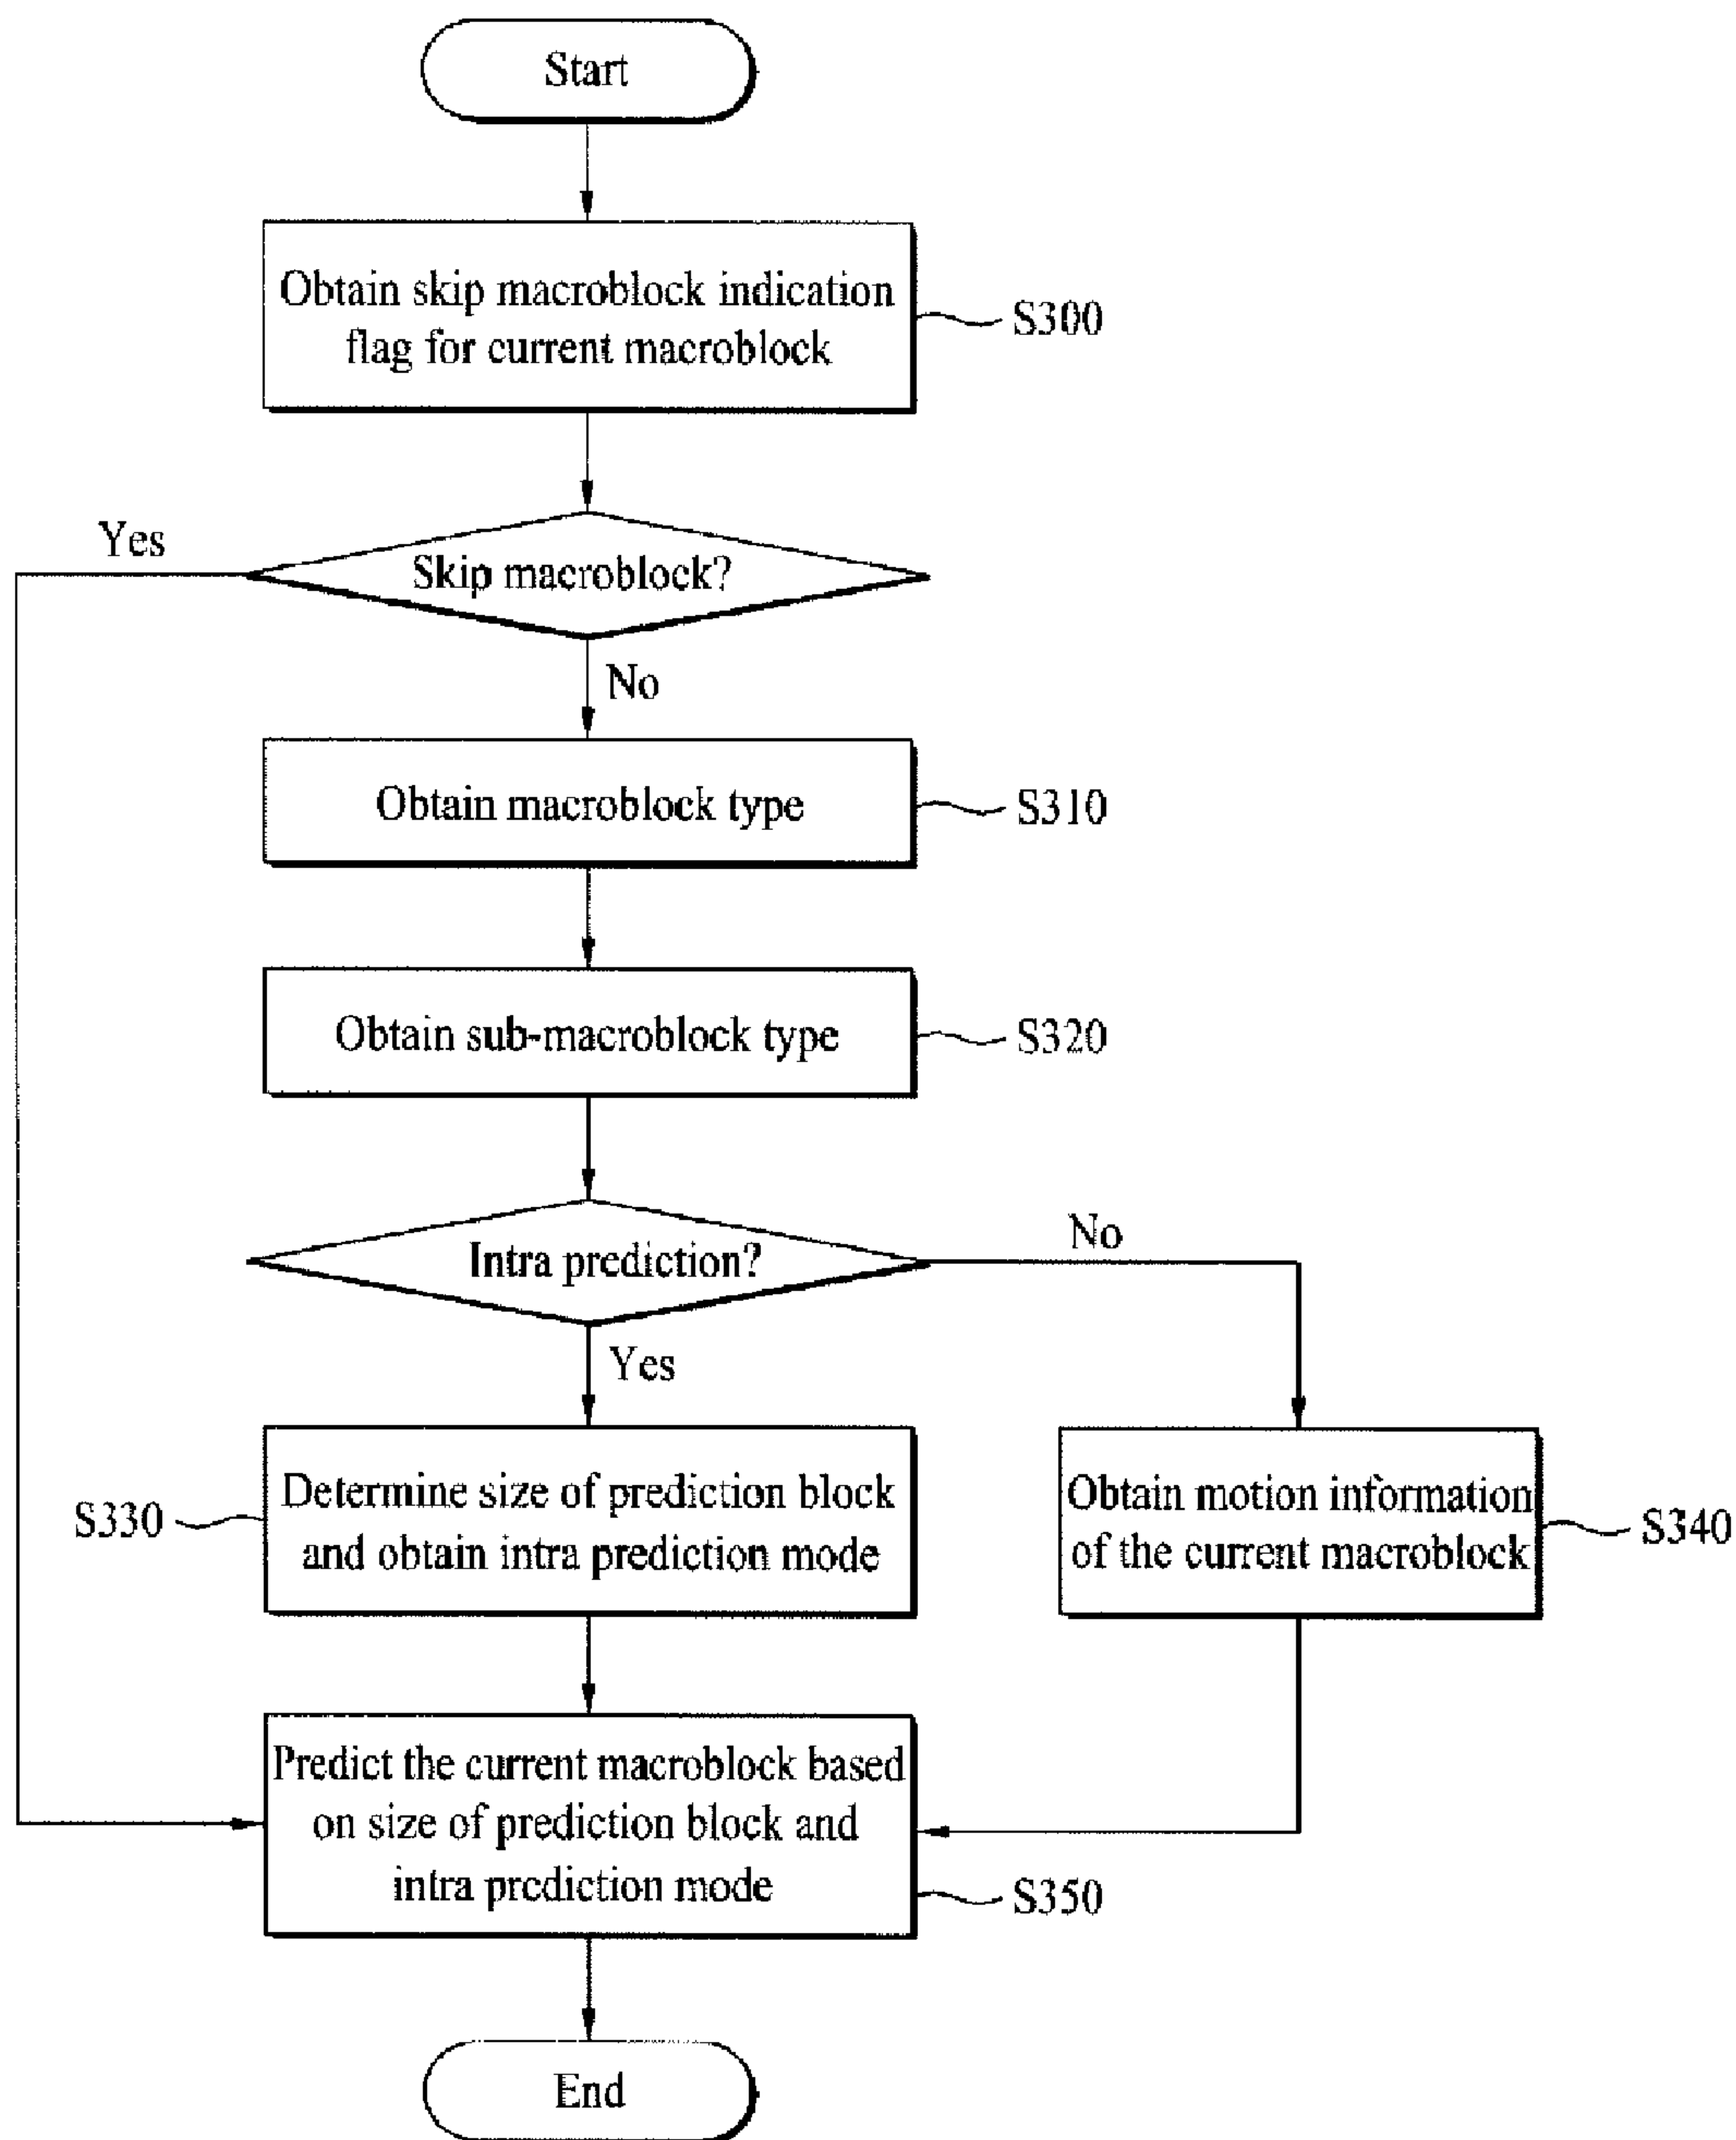 Start
Obtain skip macroblock indication
flag for current macroblock
S300
Yes
Skip macroblock?
No
Obtain macroblock type
S310
Obtain sub-macroblock type
S320
Intra prediction?
No
Yes
S330
Determine size of prediction block
and obtain intra prediction mode
Obtain motion information
of the current macroblock
S340
Predict the current macroblock based
on size of prediction block and
intra prediction mode
S350
End